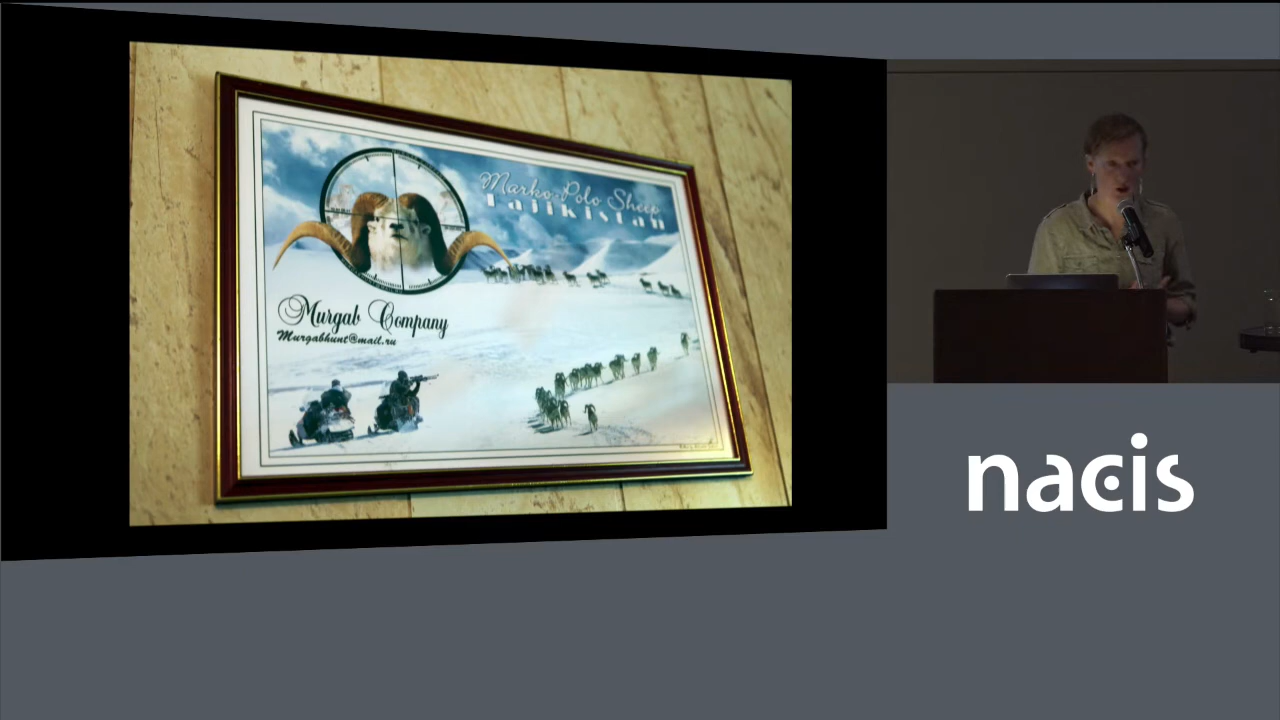 Marko Polo Sheep
Tajikistan
Murgab Company
Murgabhunt@mail.ru
nacis